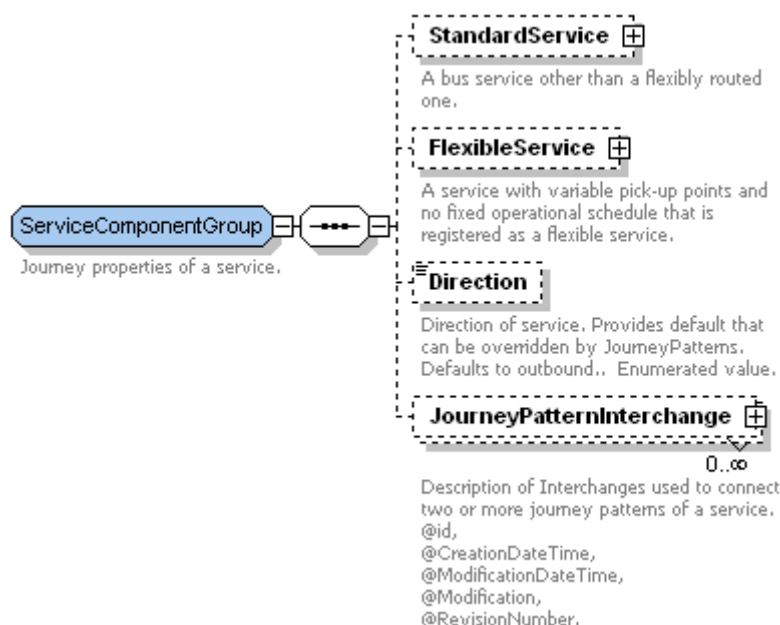 StandardService
A bus service other than a flexibly routed
one.
FlexibleService
A service with variable pick-up points and
no fixed operational schedule that is
registered as a flexible service.
ServiceComponentGroup
Journey properties of a service.
Direction
Direction of service. Provides default that
can be overridden by JourneyPatterns.
Defaults to outbound.. Enumerated value.
JourneyPatternInterchange
0..∞
Description of Interchanges used to connect
two or more journey patterns of a service.
@id,
@CreationDateTime,
@ModificationDateTime,
@Modification,
@RevisionNumber.